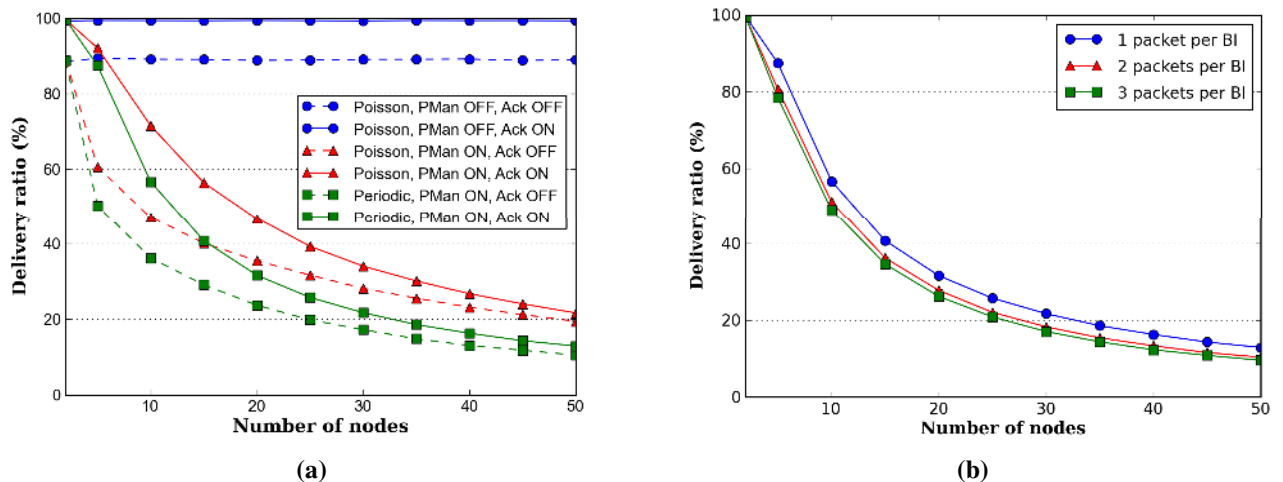 100
80
60
40
20
0
Delivery ratio (%)
Poisson, PMan OFF, Ack OFF
Poisson, PMan OFF, Ack ON
Poisson, PMan ON, Ack OFF
Poisson, PMan ON, Ack ON
Periodic, PMan ON, Ack OFF
Periodic, PMan ON, Ack ON
10 20 30 40 50
Number of nodes
(a)
100
80
60
40
20
0
Delivery ratio (%)
1 packet per BI
2 packets per BI
3 packets per BI
10 20 30 40 50
Number of nodes
(b)